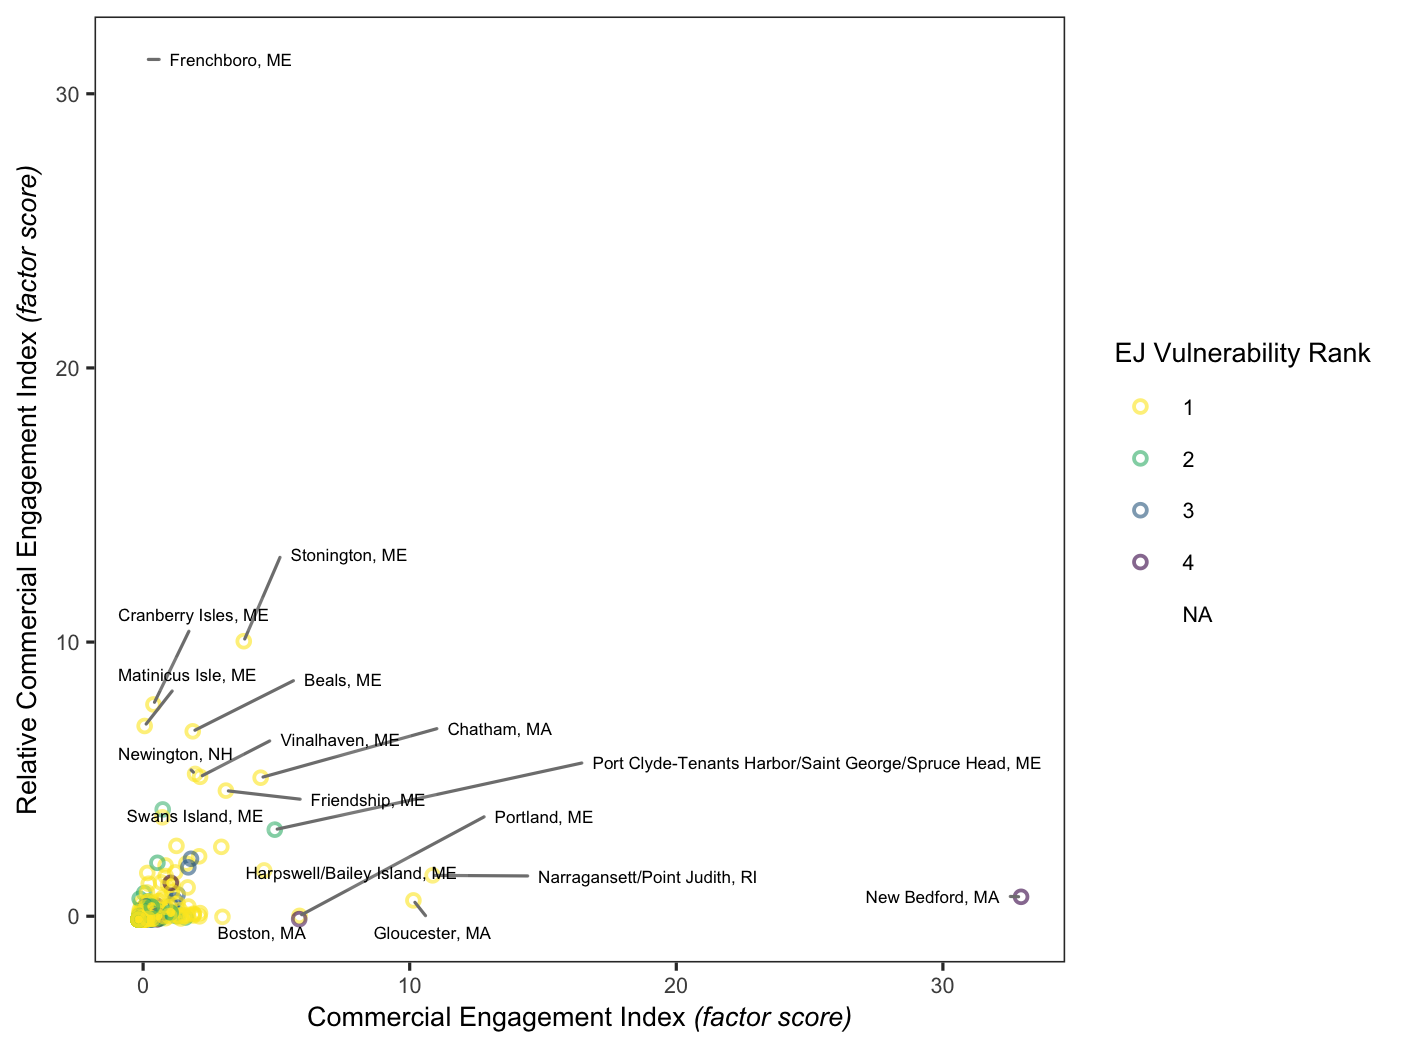 Frenchboro, ME
30
20
10
0
Relative Commercial Engagement Index (factor score)
Stonington, ME
Cranberry Isles, ME
Matinicus Isle, ME
Beals, ME
Chatham, MA
Vinalhaven, ME
Newington, NH
Port Clyde-Tenants Harbor/Saint George/Spruce Head, ME
Friendship, ME
Swans Island, ME
Portland, ME
Harpswell/Bailey Island, ME
Narragansett/Point Judith, RI
New Bedford, MA
Boston, MA
Gloucester, MA
0
10
20
30
Commercial Engagement Index (factor score)
EJ Vulnerability Rank
1
2
3
4
NA